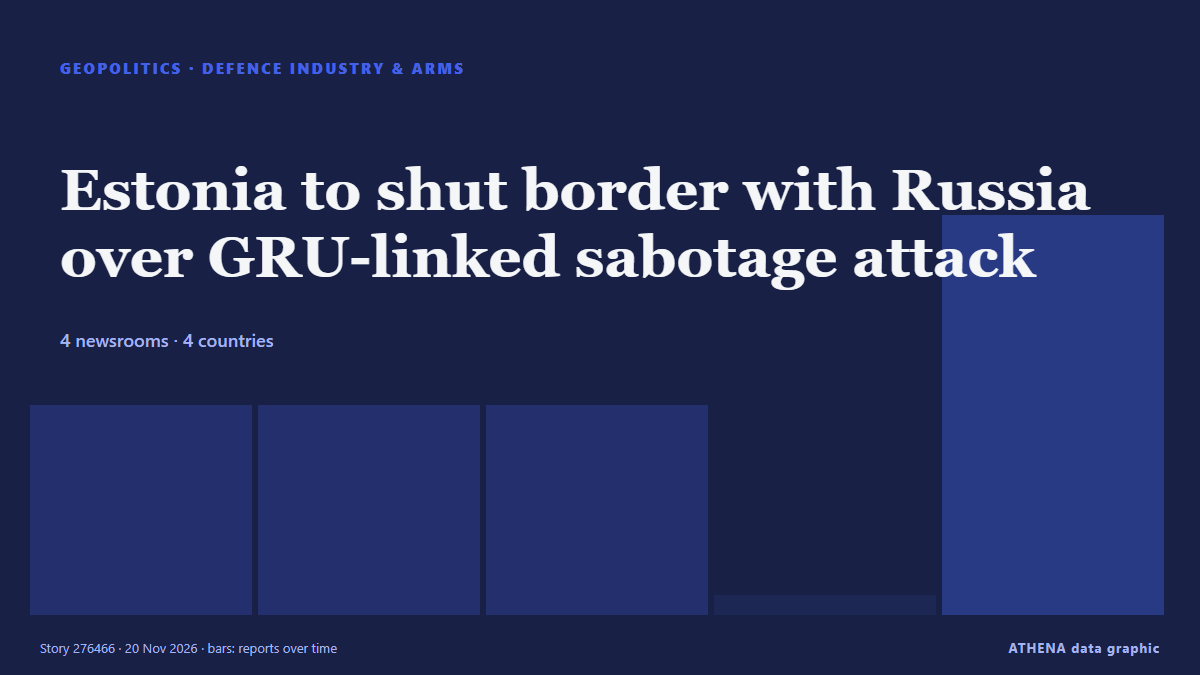 GEOPOLITICS · DEFENCE INDUSTRY & ARMS
Estonia to shut border with Russia
over GRU-linked sabotage attack
4 newsrooms · 4 countries
Story 276466 · 20 Nov 2026 · bars: reports over time
ATHENA data graphic